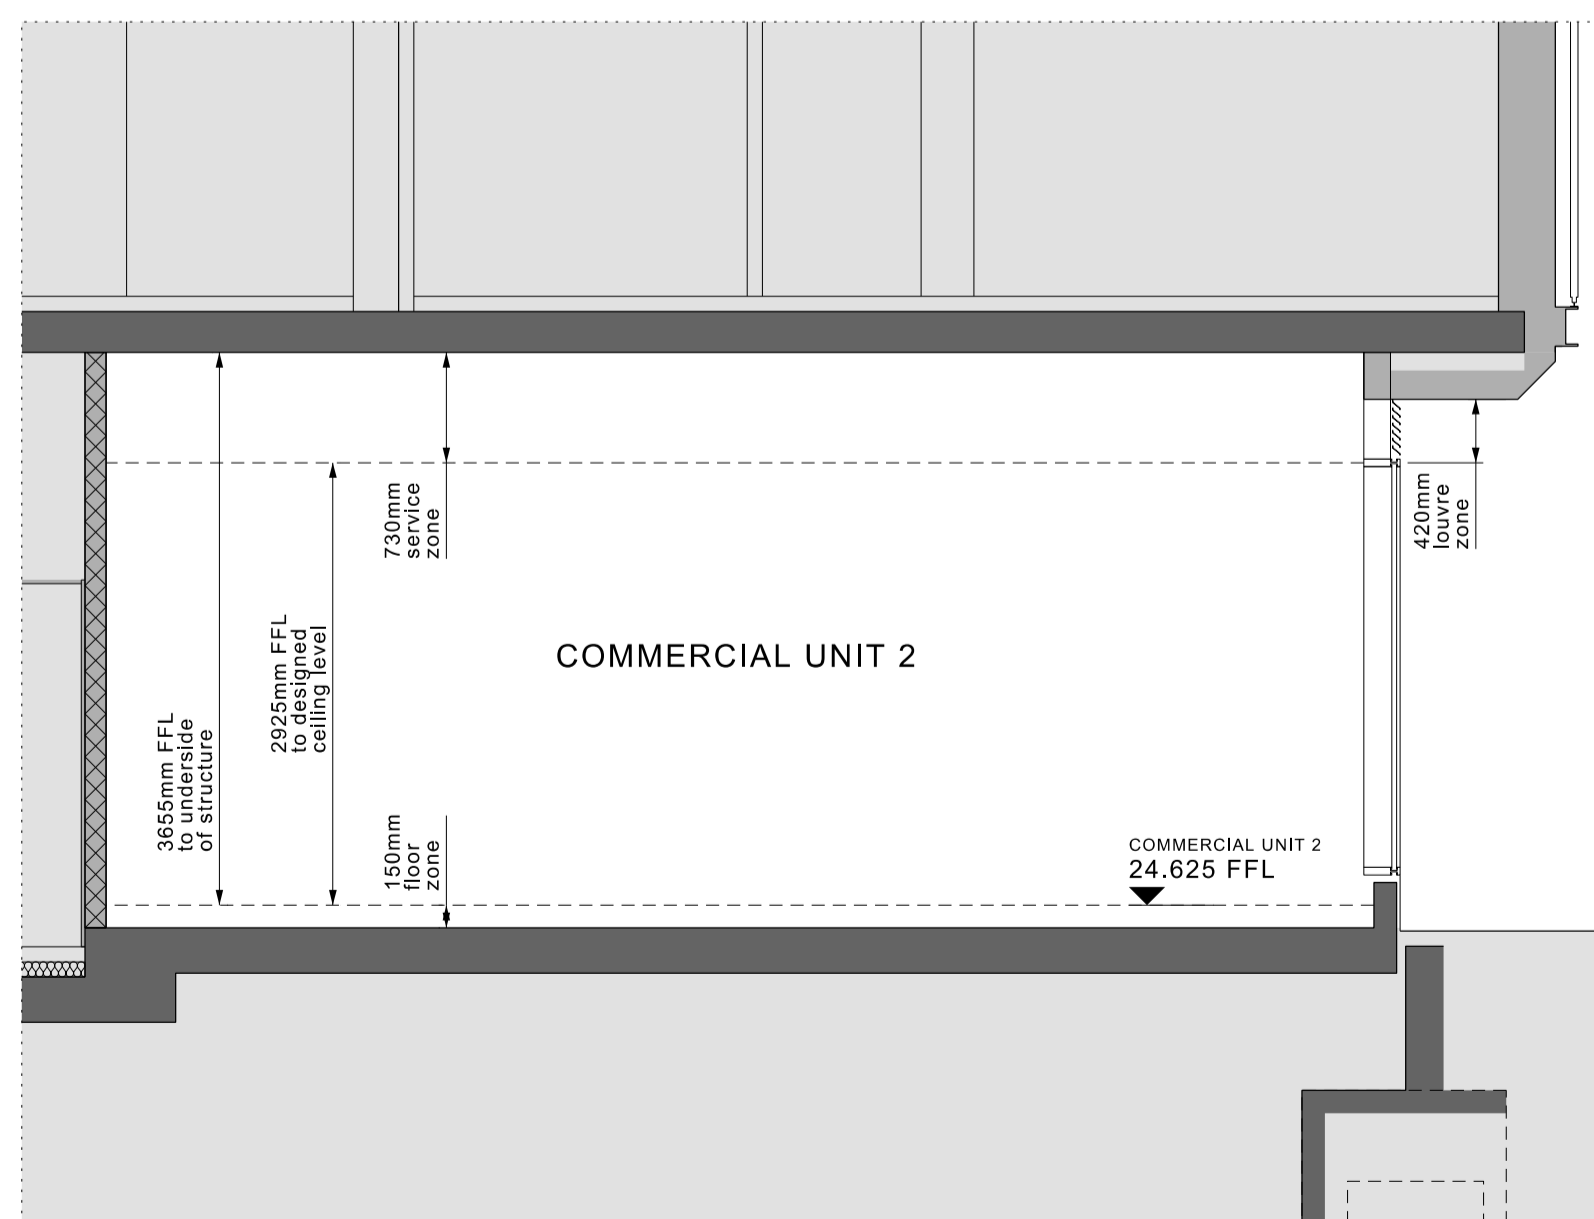 730mm
service
zone
420mm
louvre
zone
COMMERCIAL UNIT 2
2925mm FFL
to designed
ceiling level
3655mm FFL
to underside
of structure
150mm
floor
zone
COMMERCIAL UNIT 2
24.625 FFL